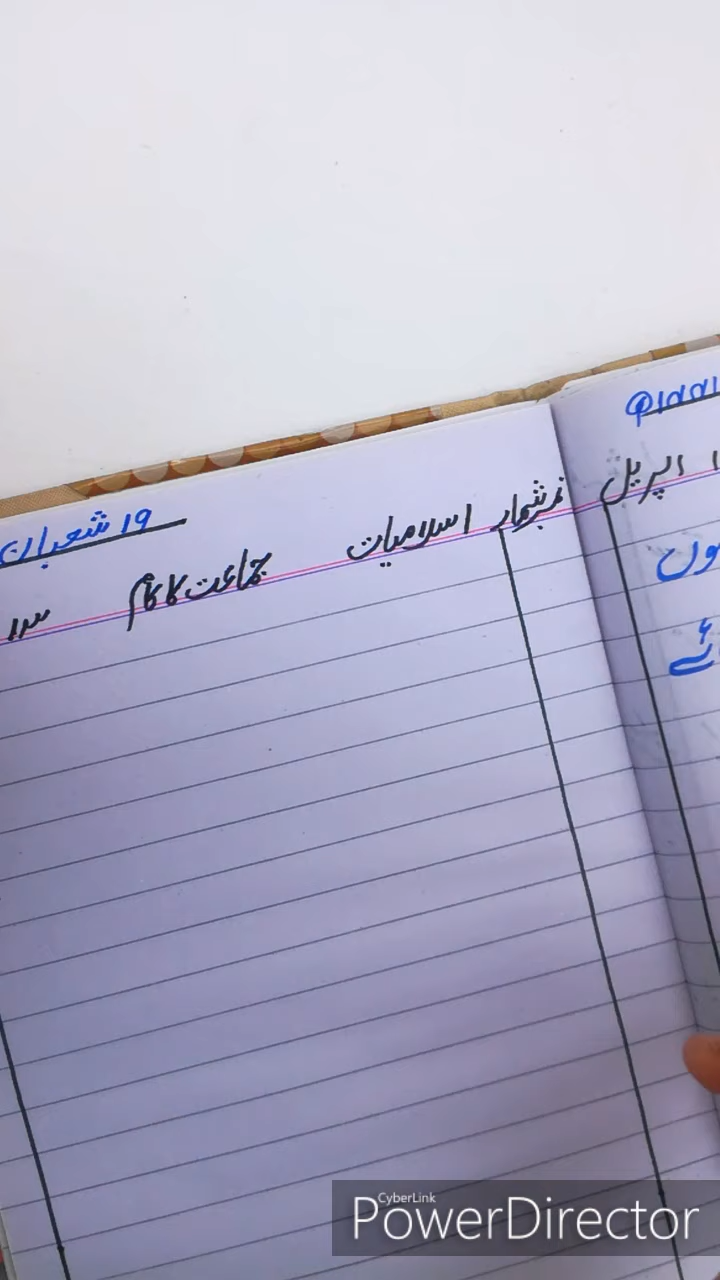 ۱۹ شعبان
نمبر شمار اسلامیات جماعت کا کام
اپریل
CyberLink
PowerDirector